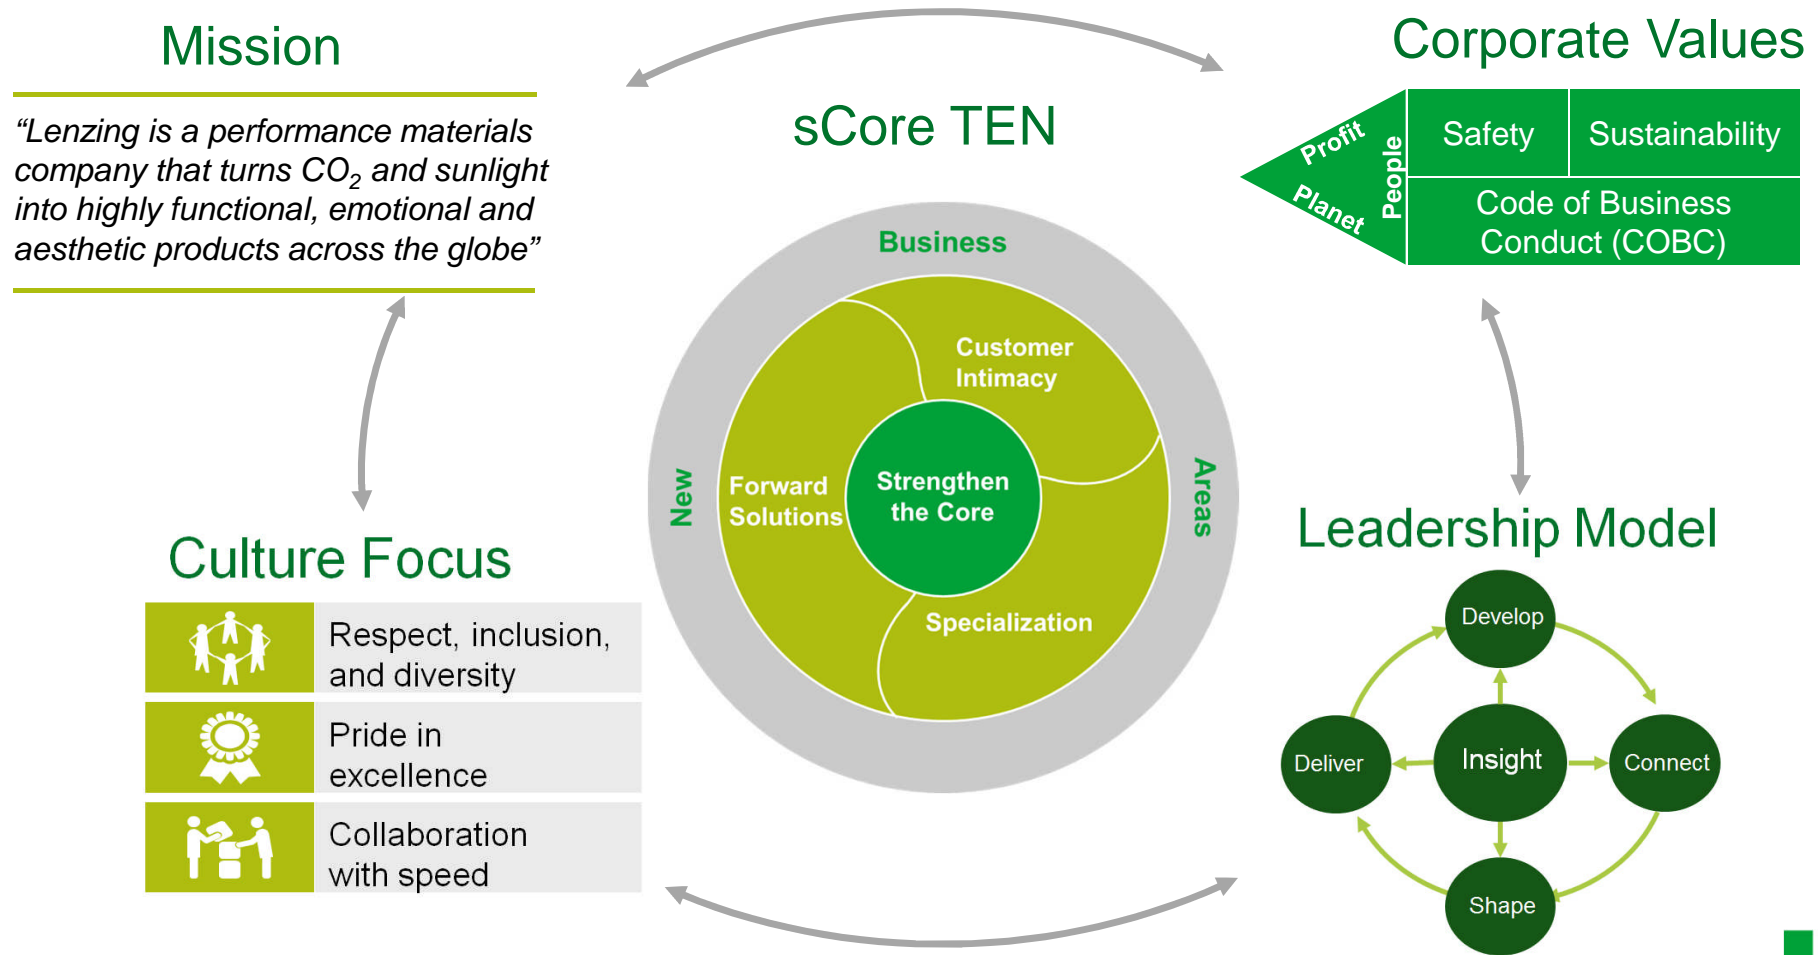 Mission
“Lenzing is a performance materials
company that turns CO₂ and sunlight
into highly functional, emotional and
aesthetic products across the globe”
sCore TEN
Business
New
Areas
Customer
Intimacy
Forward
Solutions
Strengthen
the Core
Specialization
Corporate Values
Profit
Planet
People
Safety
Sustainability
Code of Business
Conduct (COBC)
Culture Focus
Respect, inclusion,
and diversity
Pride in
excellence
Collaboration
with speed
Leadership Model
Develop
Deliver
Insight
Connect
Shape